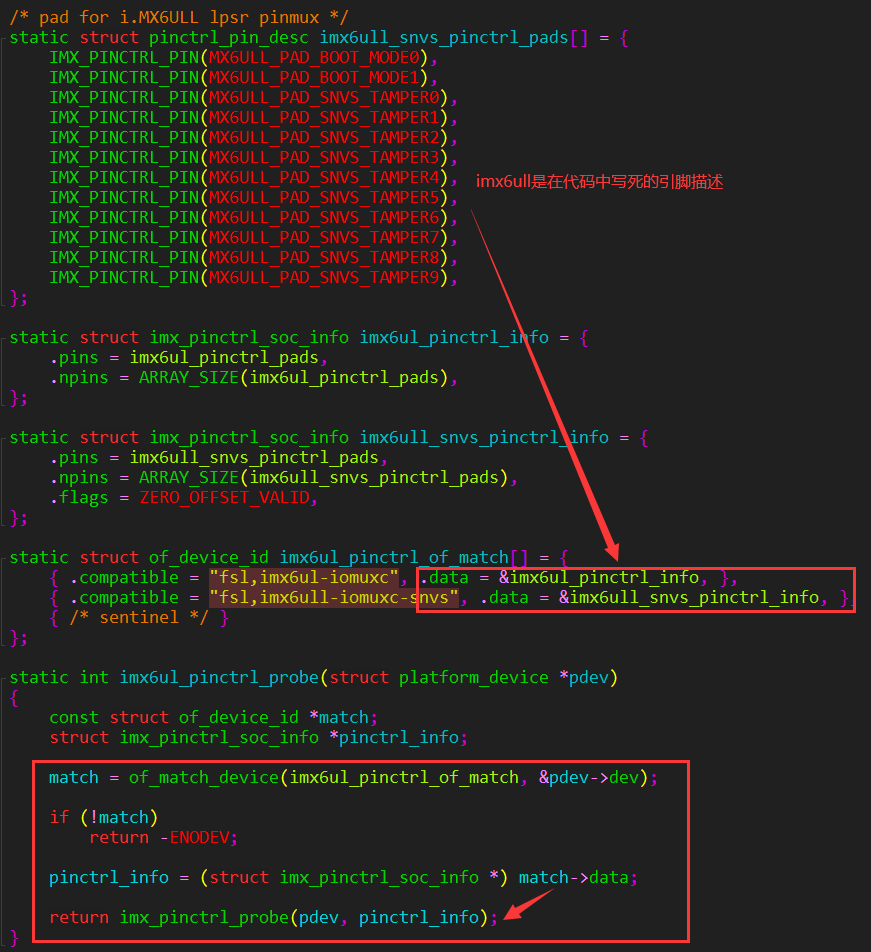 /* pad for i.MX6ULL lpsr pinmux */
static struct pinctrl_pin_desc imx6ull_snvs_pinctrl_pads[] = {
    IMX_PINCTRL_PIN(MX6ULL_PAD_BOOT_MODE0),
    IMX_PINCTRL_PIN(MX6ULL_PAD_BOOT_MODE1),
    IMX_PINCTRL_PIN(MX6ULL_PAD_SNVS_TAMPER0),
    IMX_PINCTRL_PIN(MX6ULL_PAD_SNVS_TAMPER1),
    IMX_PINCTRL_PIN(MX6ULL_PAD_SNVS_TAMPER2),
    IMX_PINCTRL_PIN(MX6ULL_PAD_SNVS_TAMPER3),
    IMX_PINCTRL_PIN(MX6ULL_PAD_SNVS_TAMPER4),
imx6ull是在代码中写死的引脚描述
    IMX_PINCTRL_PIN(MX6ULL_PAD_SNVS_TAMPER5),
    IMX_PINCTRL_PIN(MX6ULL_PAD_SNVS_TAMPER6),
    IMX_PINCTRL_PIN(MX6ULL_PAD_SNVS_TAMPER7),
    IMX_PINCTRL_PIN(MX6ULL_PAD_SNVS_TAMPER8),
    IMX_PINCTRL_PIN(MX6ULL_PAD_SNVS_TAMPER9),
};
static struct imx_pinctrl_soc_info imx6ul_pinctrl_info = {
    .pins = imx6ul_pinctrl_pads,
    .npins = ARRAY_SIZE(imx6ul_pinctrl_pads),
};
static struct imx_pinctrl_soc_info imx6ull_snvs_pinctrl_info = {
    .pins = imx6ull_snvs_pinctrl_pads,
    .npins = ARRAY_SIZE(imx6ull_snvs_pinctrl_pads),
    .flags = ZERO_OFFSET_VALID,
};
static struct of_device_id imx6ul_pinctrl_of_match[] = {
    { .compatible = "fsl,imx6ul-iomuxc", .data = &imx6ul_pinctrl_info, },
    { .compatible = "fsl,imx6ull-iomuxc-snvs", .data = &imx6ull_snvs_pinctrl_info, },
    { /* sentinel */ }
};
static int imx6ul_pinctrl_probe(struct platform_device *pdev)
{
    const struct of_device_id *match;
    struct imx_pinctrl_soc_info *pinctrl_info;
    match = of_match_device(imx6ul_pinctrl_of_match, &pdev->dev);
    if (!match)
        return -ENODEV;
    pinctrl_info = (struct imx_pinctrl_soc_info *) match->data;
    return imx_pinctrl_probe(pdev, pinctrl_info);
}